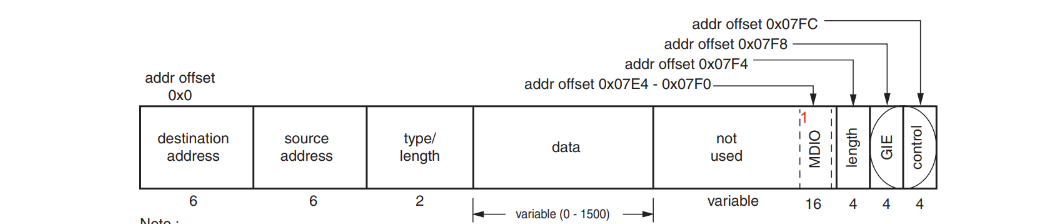 addr offset 0x07FC
addr offset 0x07F8
addr offset 0x07F4
addr offset 0x07E4 - 0x07F0
addr offset
0x0
destination
address
source
address
type/
length
data
not
used
1
MDIO
length
GIE
control
6
6
2
variable (0 - 1500)
variable
16
4
4
4
Note :